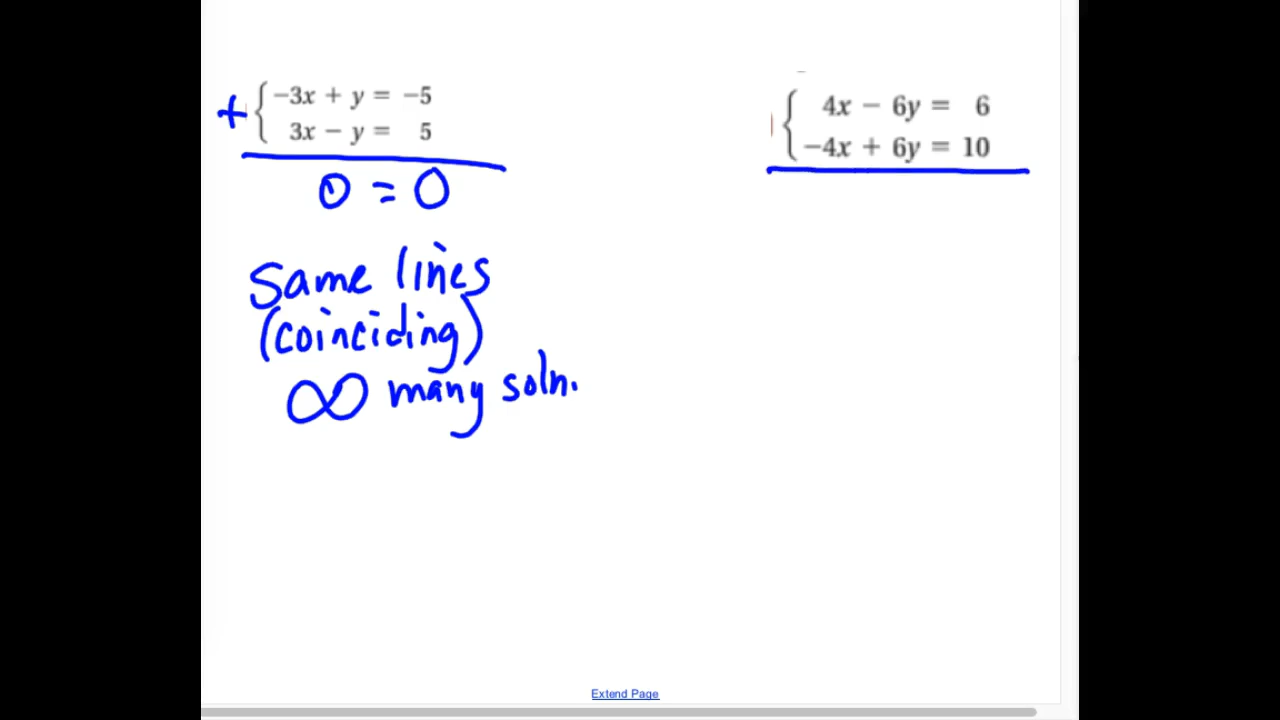 + { -3x + y = -5
3x - y = 5
0 = 0
Same lines
(coinciding)
∞ many soln.
{ 4x - 6y = 6
-4x + 6y = 10
Extend Page